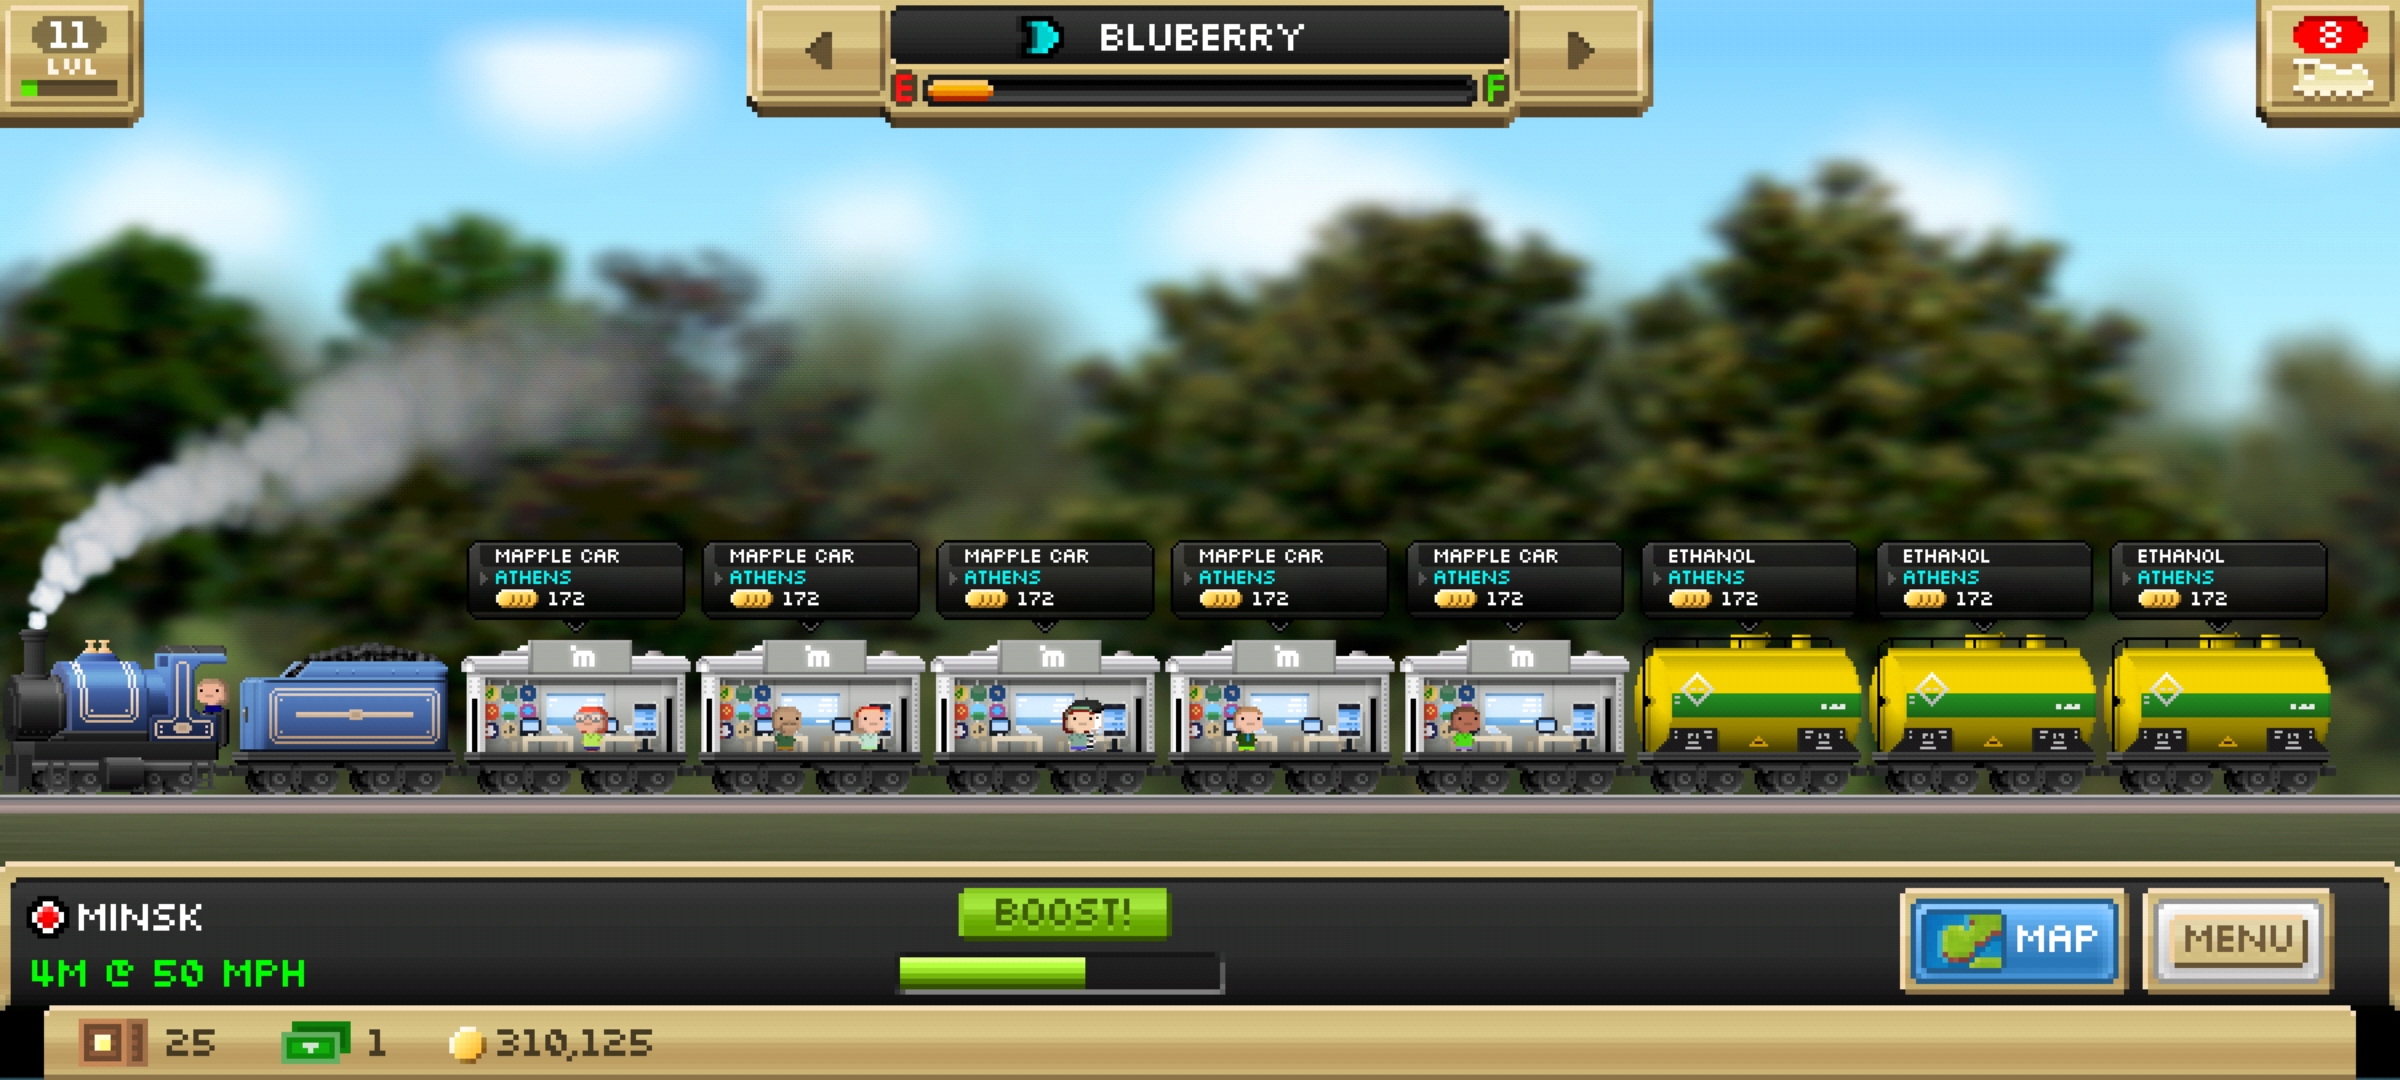 11
LVL
BLUBERRY
E F
8
MAPPLE CAR
ATHENS
172
MAPPLE CAR
ATHENS
172
MAPPLE CAR
ATHENS
172
MAPPLE CAR
ATHENS
172
MAPPLE CAR
ATHENS
172
ETHANOL
ATHENS
172
ETHANOL
ATHENS
172
ETHANOL
ATHENS
172
m
m
m
m
m
MINSK
4M @ 50 MPH
BOOST!
MAP
MENU
25
1
310,125